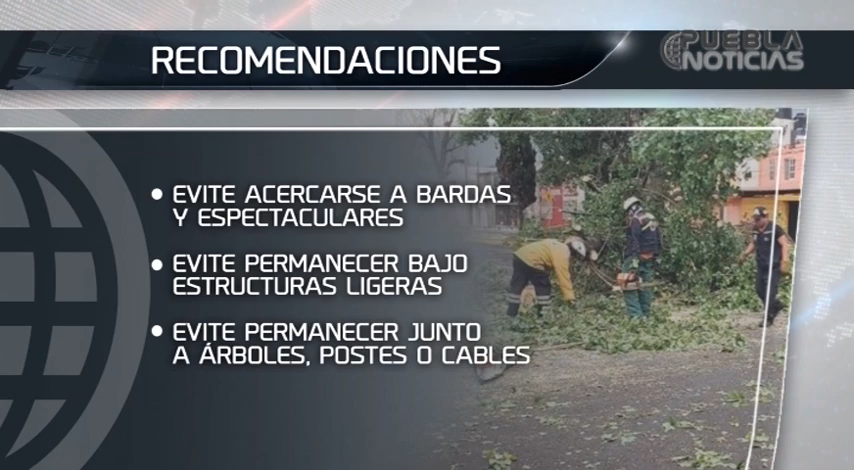 RECOMENDACIONES
PUEBLA
NOTICIAS
• EVITE ACERCARSE A BARDAS
Y ESPECTACULARES
• EVITE PERMANECER BAJO
ESTRUCTURAS LIGERAS
• EVITE PERMANECER JUNTO
A ÁRBOLES, POSTES O CABLES